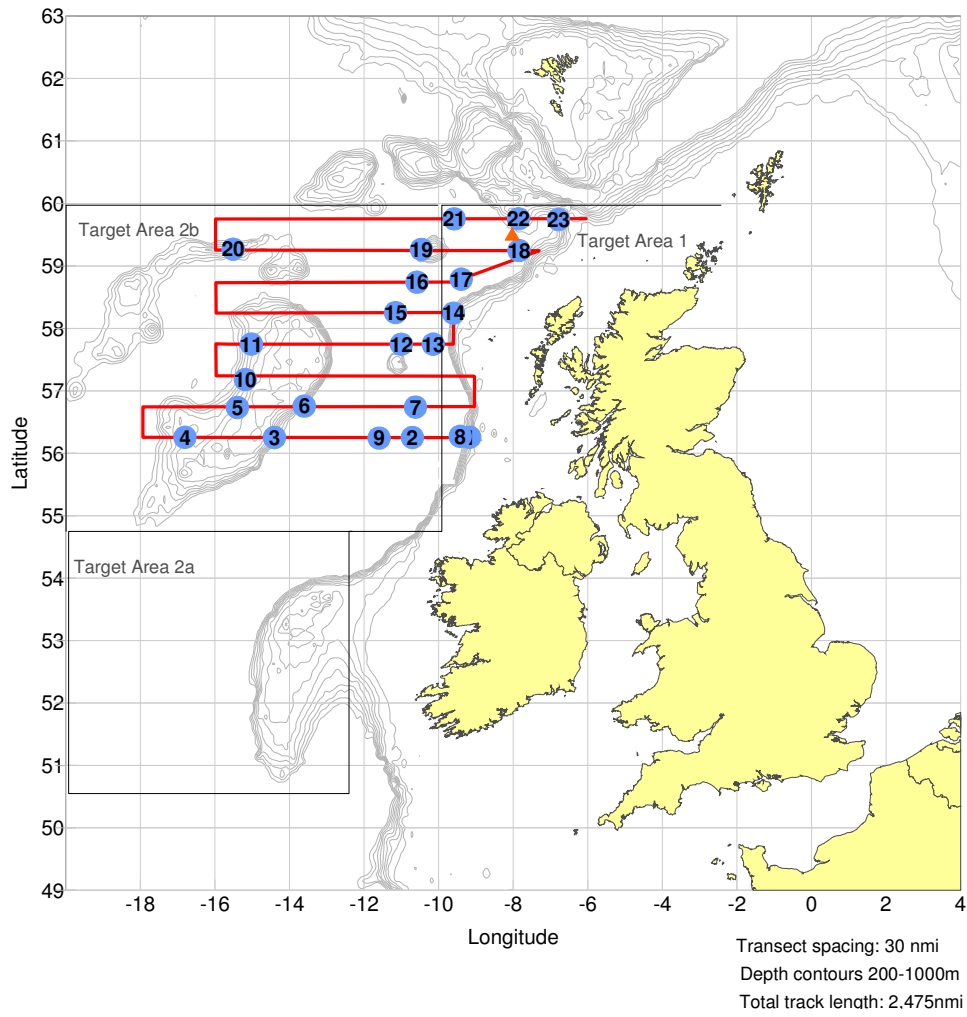 63
62
61
60
59
58
57
56
55
54
53
52
51
50
49
Latitude
Target Area 2b
Target Area 1
Target Area 2a
21 22 23
20 19 18
16 17
15 14
11 12 13
10
5 6 7
4 3 9 2 8
-18 -16 -14 -12 -10 -8 -6 -4 -2 0 2 4
Longitude
Transect spacing: 30 nmi
Depth contours 200-1000m
Total track length: 2,475nmi